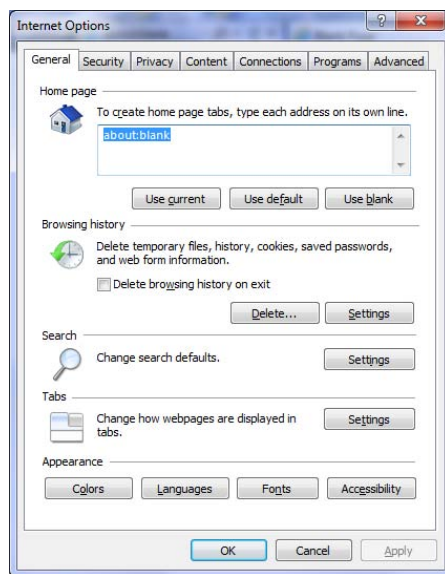 Internet Options
General Security Privacy Content Connections Programs Advanced
Home page
To create home page tabs, type each address on its own line.
about:blank
Use current Use default Use blank
Browsing history
Delete temporary files, history, cookies, saved passwords,
and web form information.
Delete browsing history on exit
Delete... Settings
Search
Change search defaults. Settings
Tabs
Change how webpages are displayed in
tabs.
Settings
Appearance
Colors Languages Fonts Accessibility
OK Cancel Apply